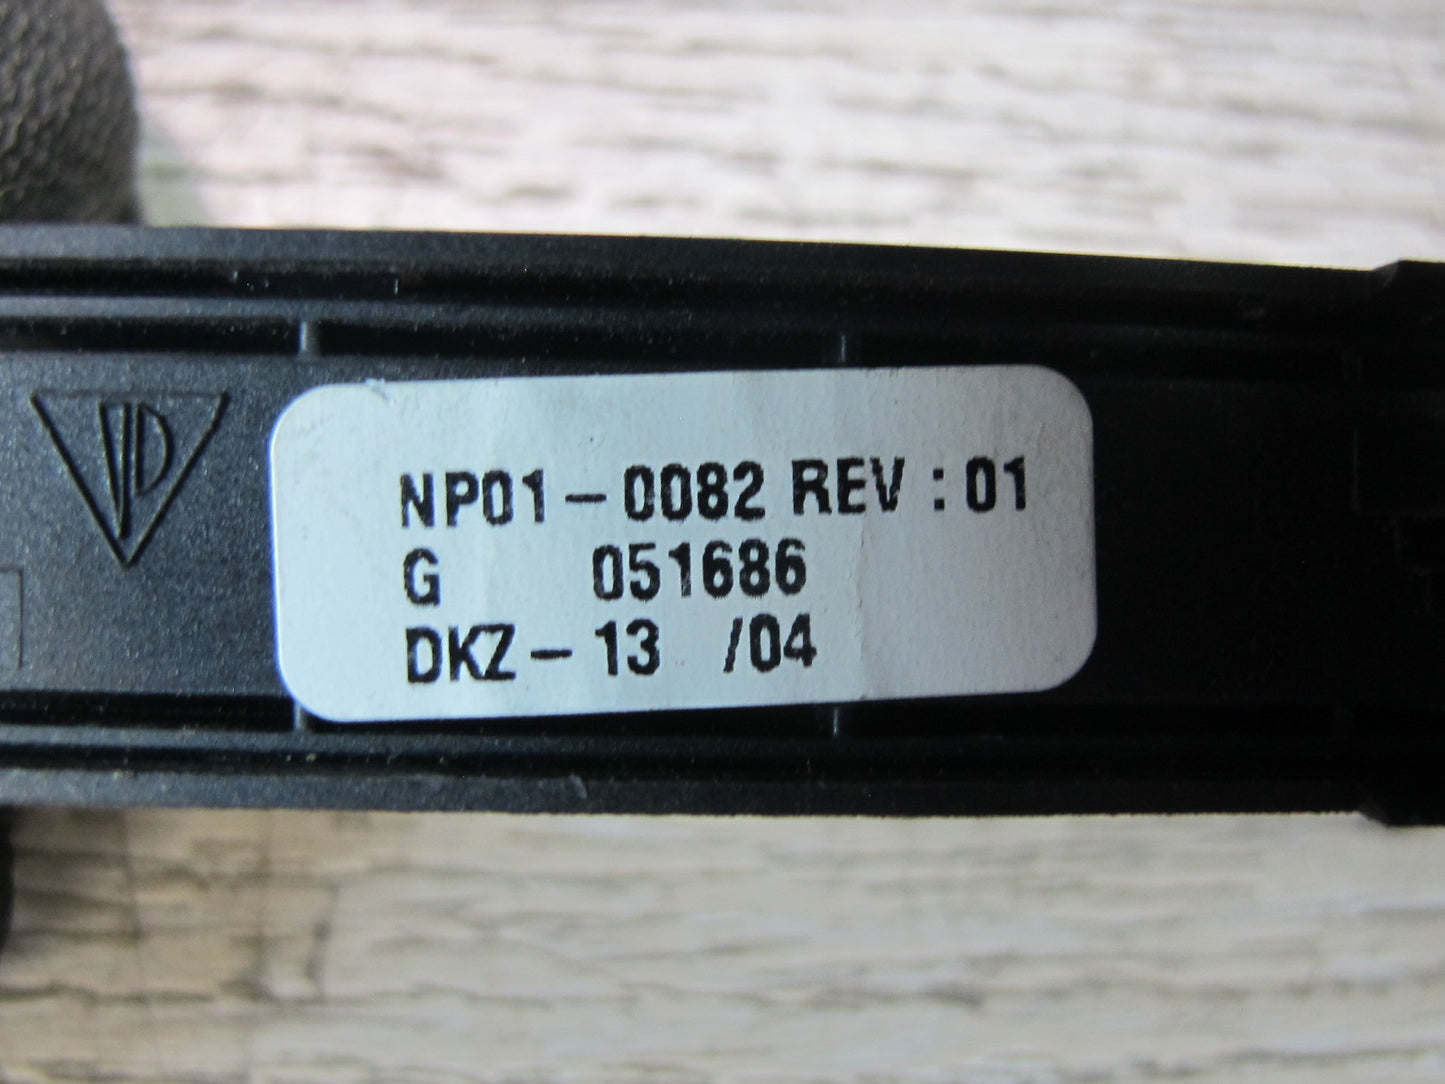 NP01-0082 REV:01
G 051686
DKZ-13 /04